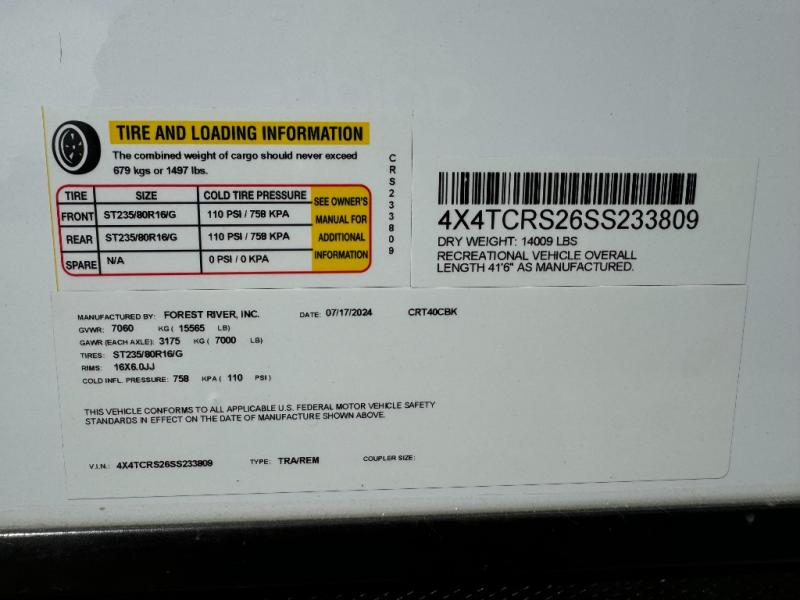 TIRE AND LOADING INFORMATION
The combined weight of cargo should never exceed
679 kgs or 1497 lbs.
TIRE SIZE COLD TIRE PRESSURE
FRONT ST235/80R16/G 110 PSI / 758 KPA
REAR ST235/80R16/G 110 PSI / 758 KPA
SPARE N/A 0 PSI / 0 KPA
SEE OWNER'S
MANUAL FOR
ADDITIONAL
INFORMATION
CRS233809
4X4TCRS26SS233809
DRY WEIGHT: 14009 LBS
RECREATIONAL VEHICLE OVERALL
LENGTH 41'6" AS MANUFACTURED.
MANUFACTURED BY: FOREST RIVER, INC. DATE: 07/17/2024 CRT40CBK
GVWR: 7060 KG ( 15565 LB)
GAWR (EACH AXLE): 3175 KG ( 7000 LB)
TIRES: ST235/80R16/G
RIMS: 16X6.0JJ
COLD INFL. PRESSURE: 758 KPA ( 110 PSI)
THIS VEHICLE CONFORMS TO ALL APPLICABLE U.S. FEDERAL MOTOR VEHICLE SAFETY
STANDARDS IN EFFECT ON THE DATE OF MANUFACTURE SHOWN ABOVE.
V.I.N.: 4X4TCRS26SS233809 TYPE: TRA/REM COUPLER SIZE: